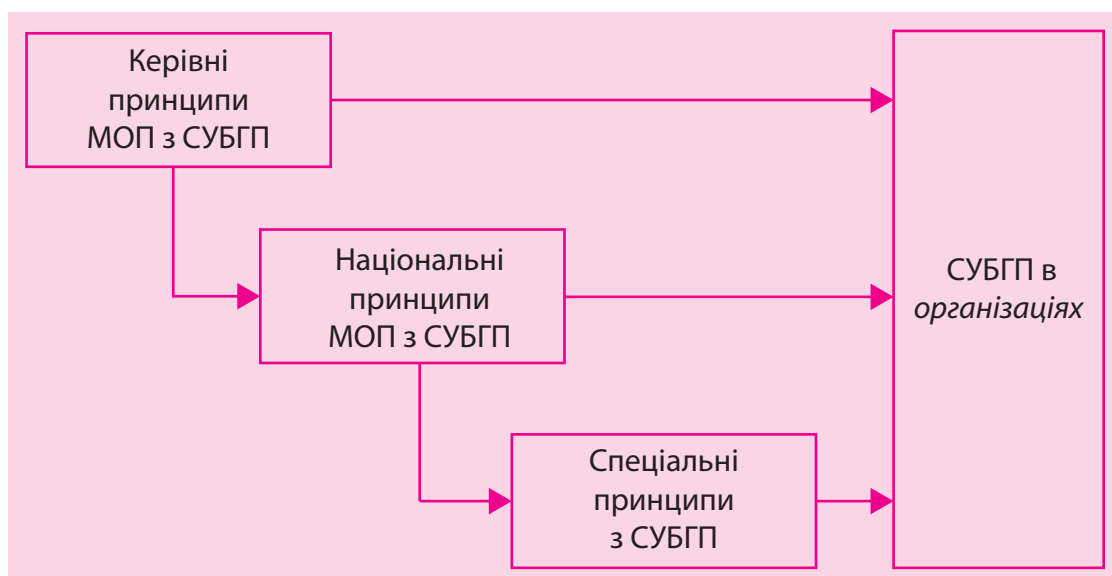 Керівні
принципи
МОП з СУБГП
Національні
принципи
МОП з СУБГП
СУБГП в
організаціях
Спеціальні
принципи
з СУБГП